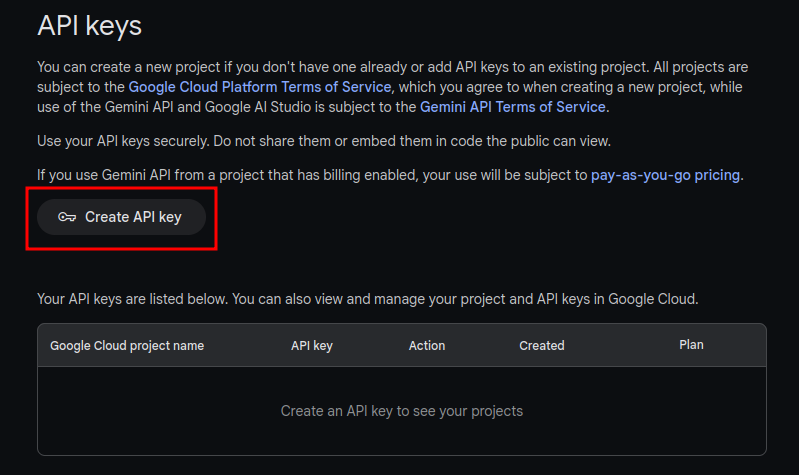 API keys
You can create a new project if you don't have one already or add API keys to an existing project. All projects are
subject to the Google Cloud Platform Terms of Service, which you agree to when creating a new project, while
use of the Gemini API and Google AI Studio is subject to the Gemini API Terms of Service.
Use your API keys securely. Do not share them or embed them in code the public can view.
If you use Gemini API from a project that has billing enabled, your use will be subject to pay-as-you-go pricing.
Create API key
Your API keys are listed below. You can also view and manage your project and API keys in Google Cloud.
Google Cloud project name API key Action Created Plan
Create an API key to see your projects